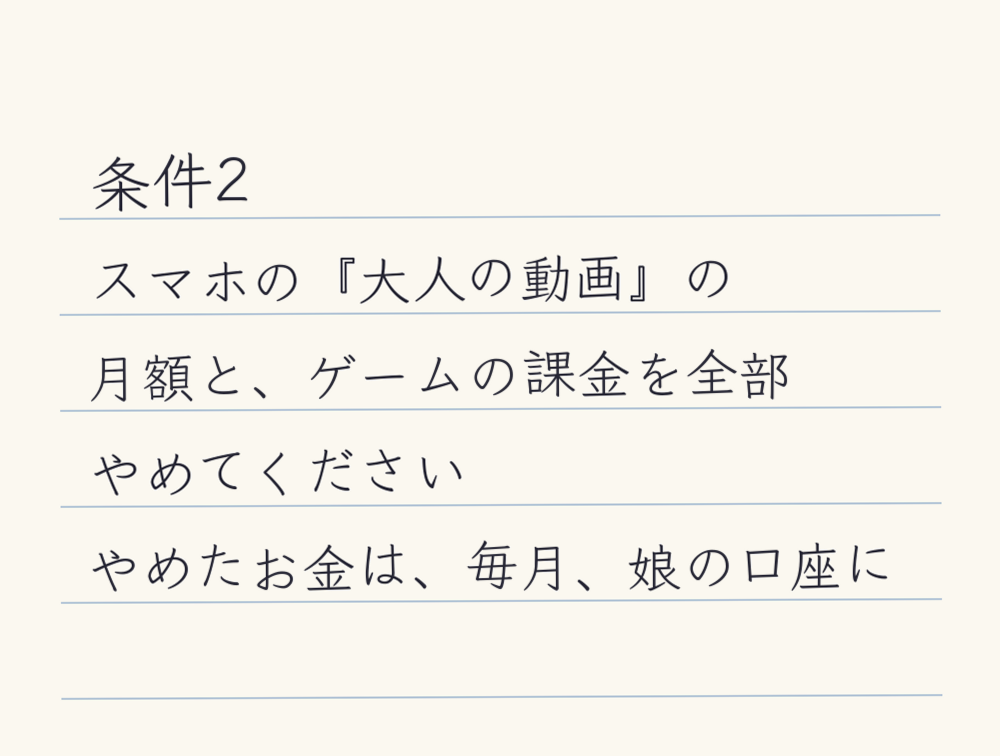 条件2
スマホの『大人の動画』の
月額と、ゲームの課金を全部
やめてください
やめたお金は、毎月、娘の口座に